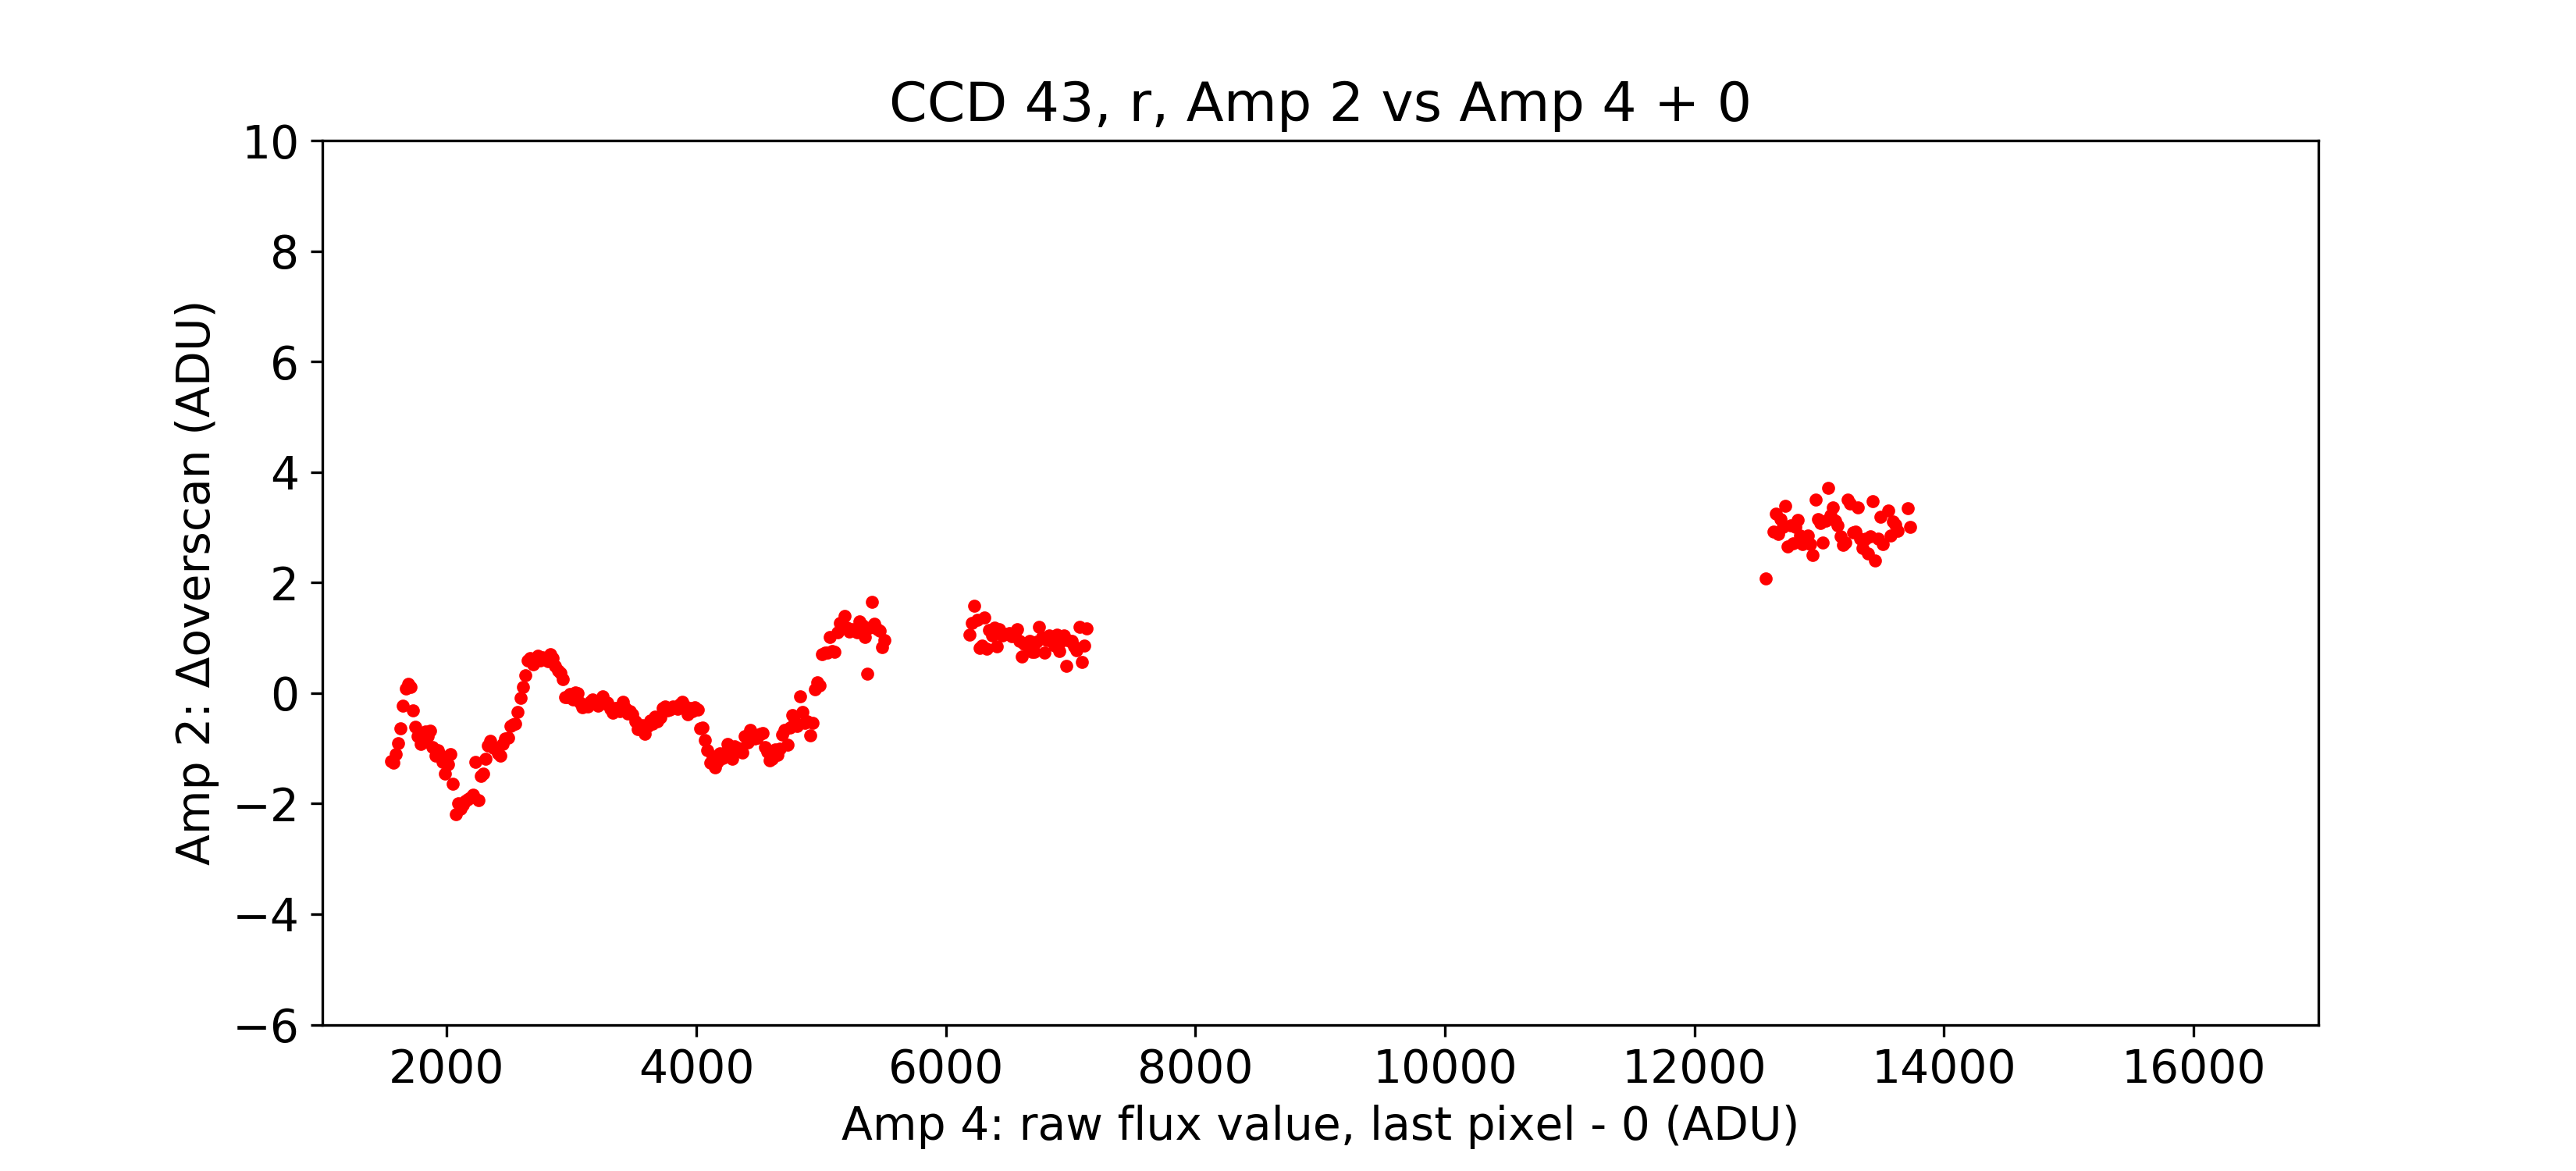 CCD 43, r, Amp 2 vs Amp 4 + 0
10
8
6
4
2
0
−2
−4
−6
Amp 2: Δoverscan (ADU)
2000 4000 6000 8000 10000 12000 14000 16000
Amp 4: raw flux value, last pixel - 0 (ADU)